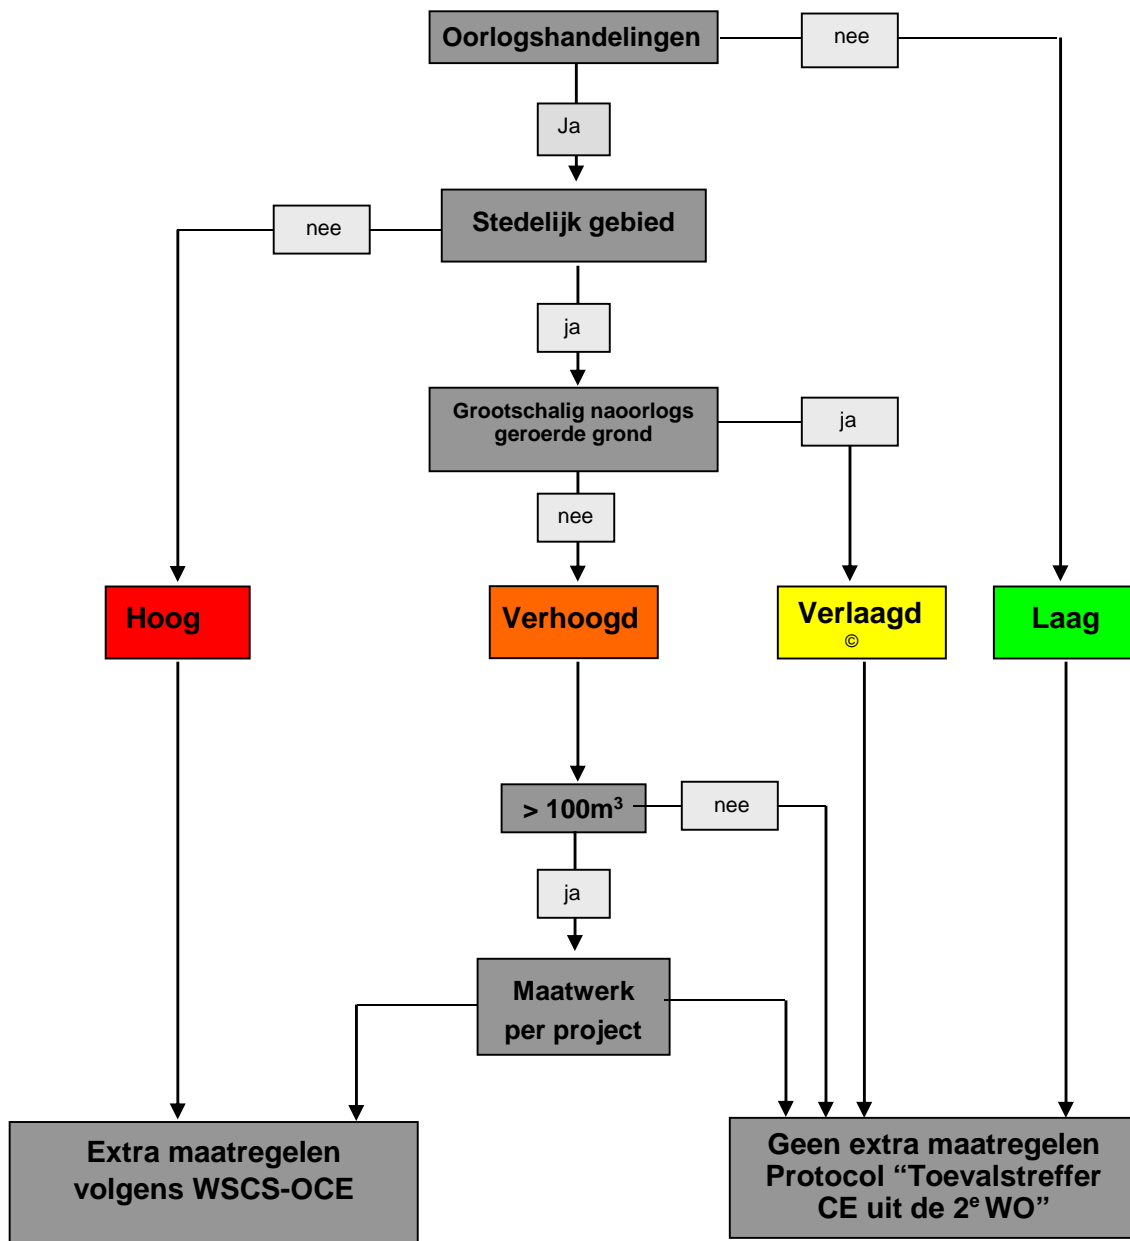 Oorlogshandelingen
nee
Ja
Stedelijk gebied
nee
ja
Grootschalig naoorlogs
geroerde grond
ja
nee
Hoog
Verhoogd
Verlaagd
©
Laag
> 100m³
nee
ja
Maatwerk
per project
Extra maatregelen
volgens WSCS-OCE
Geen extra maatregelen
Protocol “Toevalstreffer
CE uit de 2ᵉ WO”